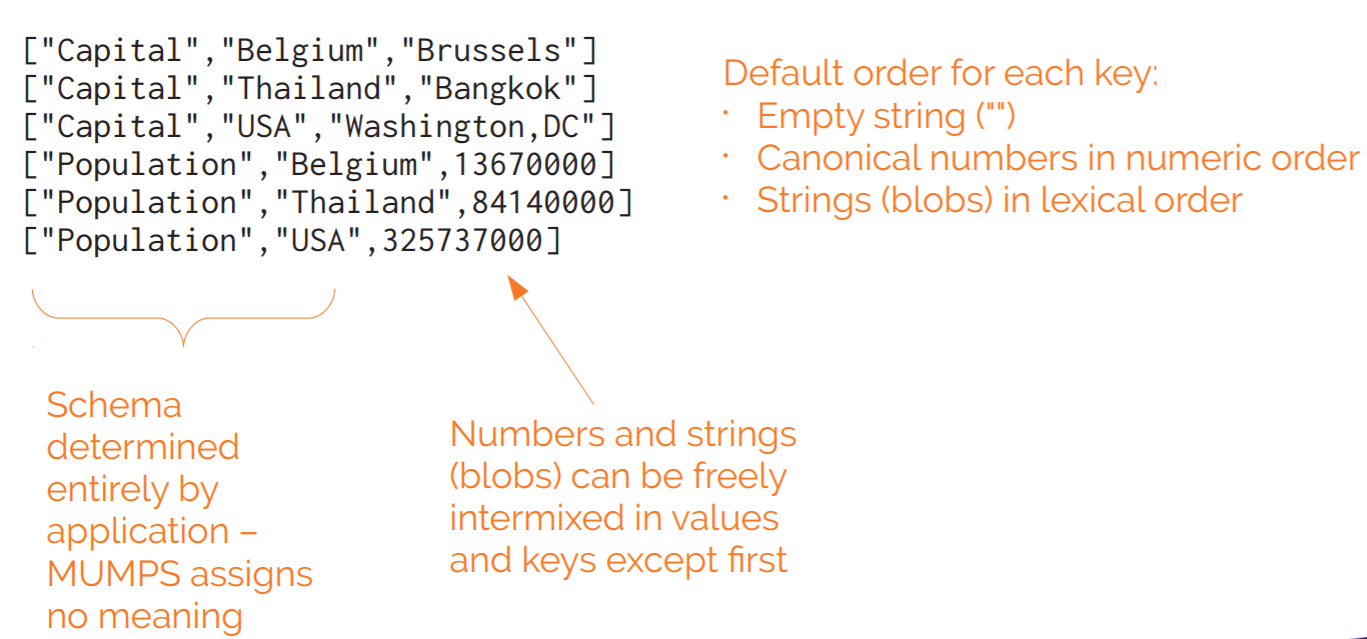 ["Capital","Belgium","Brussels"]
["Capital","Thailand","Bangkok"]
["Capital","USA","Washington,DC"]
["Population","Belgium",13670000]
["Population","Thailand",84140000]
["Population","USA",325737000]
Default order for each key:
· Empty string ("")
· Canonical numbers in numeric order
· Strings (blobs) in lexical order
Schema
determined
entirely by
application –
MUMPS assigns
no meaning
Numbers and strings
(blobs) can be freely
intermixed in values
and keys except first